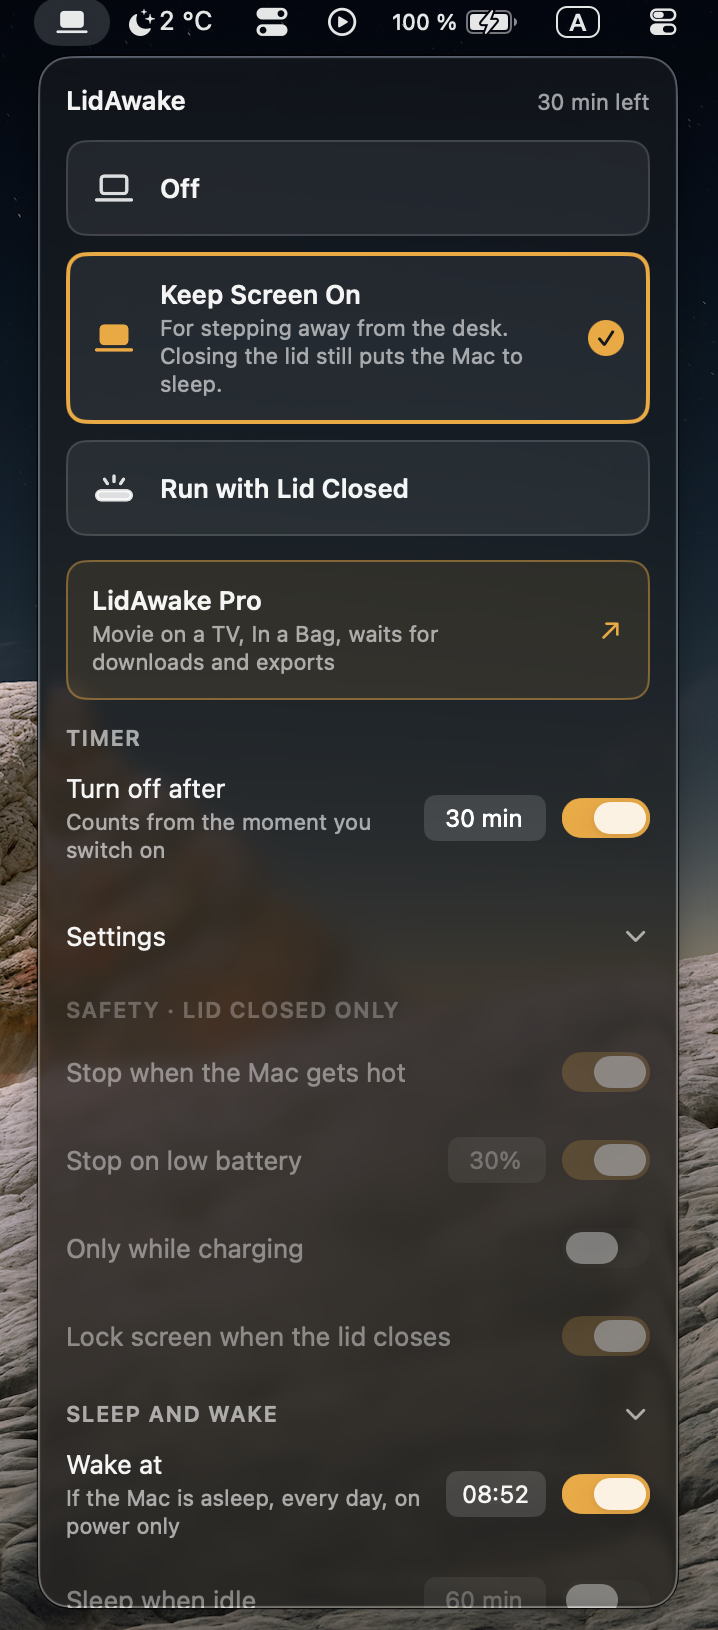 2 °C
100 %
A
LidAwake
30 min left
Off
Keep Screen On
For stepping away from the desk.
Closing the lid still puts the Mac to
sleep.
Run with Lid Closed
LidAwake Pro
Movie on a TV, In a Bag, waits for
downloads and exports
TIMER
Turn off after
Counts from the moment you
switch on
30 min
Settings
SAFETY · LID CLOSED ONLY
Stop when the Mac gets hot
Stop on low battery
30%
Only while charging
Lock screen when the lid closes
SLEEP AND WAKE
Wake at
If the Mac is asleep, every day, on
power only
08:52
Sleep when idle
60 min